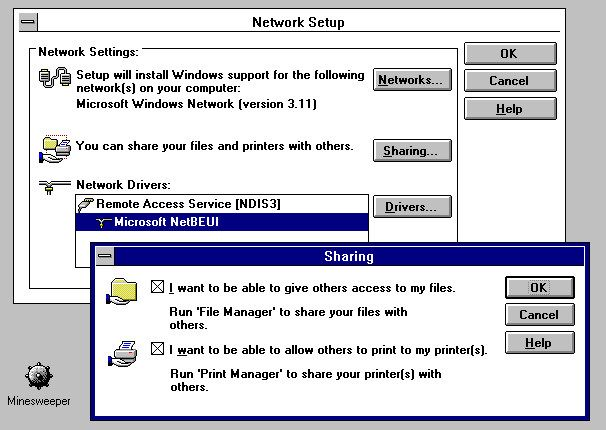 Network Setup
Network Settings:
Setup will install Windows support for the following
network(s) on your computer:
Microsoft Windows Network (version 3.11)
Networks...
OK
Cancel
Help
You can share your files and printers with others.
Sharing...
Network Drivers:
Remote Access Service [NDIS3]
Microsoft NetBEUI
Drivers...
Sharing
I want to be able to give others access to my files.
Run 'File Manager' to share your files with
others.
I want to be able to allow others to print to my printer(s).
Run 'Print Manager' to share your printer(s) with
others.
OK
Cancel
Help
Minesweeper